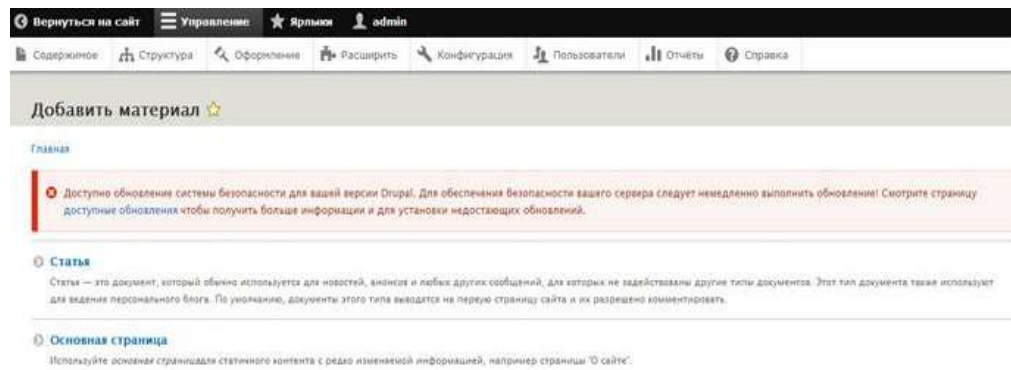 Вернуться на сайт Управление Ярлыки admin
Содержимое Структура Оформление Расширить Конфигурация Пользователи Отчёты Справка
Добавить материал
Главная
Доступно обновление системы безопасности для вашей версии Drupal. Для обеспечения безопасности вашего сервера следует немедленно выполнить обновление! Смотрите страницу
доступные обновления чтобы получить больше информации и для установки недостающих обновлений.
Статья
Статья — это документ, который обычно используется для новостей, анонсов и любых других сообщений, для которых не задействованы другие типы документов. Этот тип документа также используют
для ведения персонального блога. По умолчанию, документы этого типа выводятся на первую страницу сайта и их разрешено комментировать.
Основная страница
Используйте основная страницадля статичного контента с редко изменяемой информацией, например страницы "О сайте".